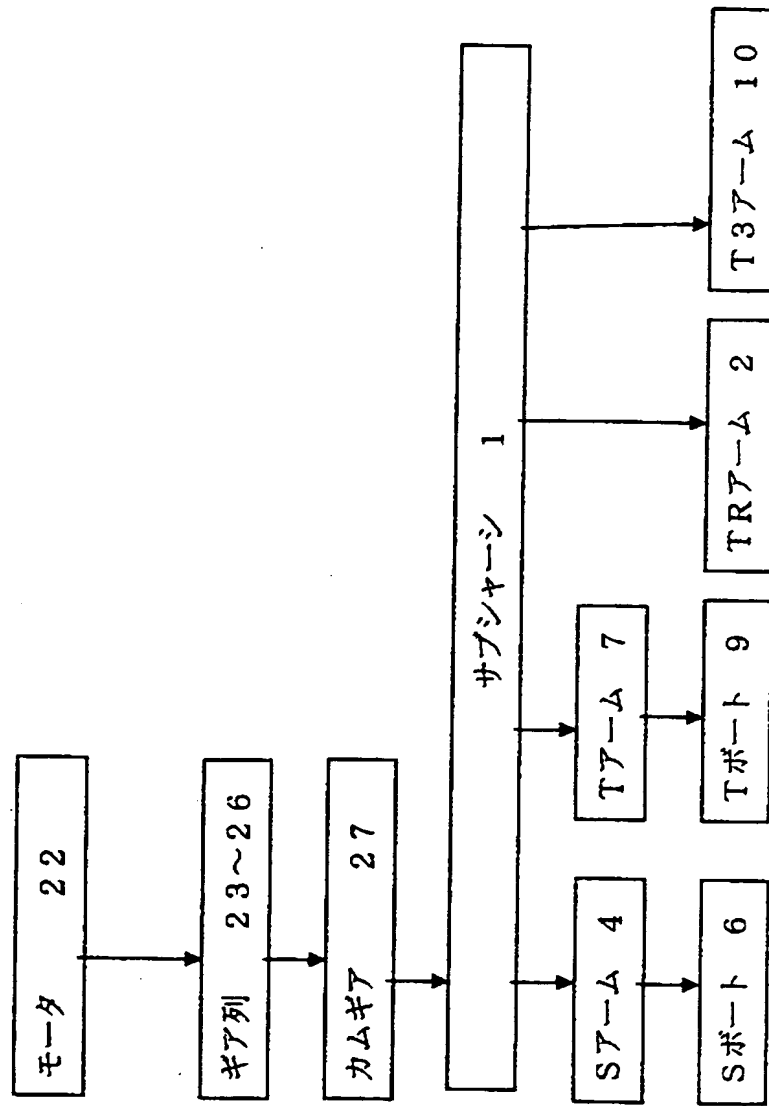 モータ 22
ギア列 23～26
カムギア 27
サブシャーシ 1
Sアーム 4
Tアーム 7
Sボート 6
Tボート 9
TRアーム 2
T3アーム 10